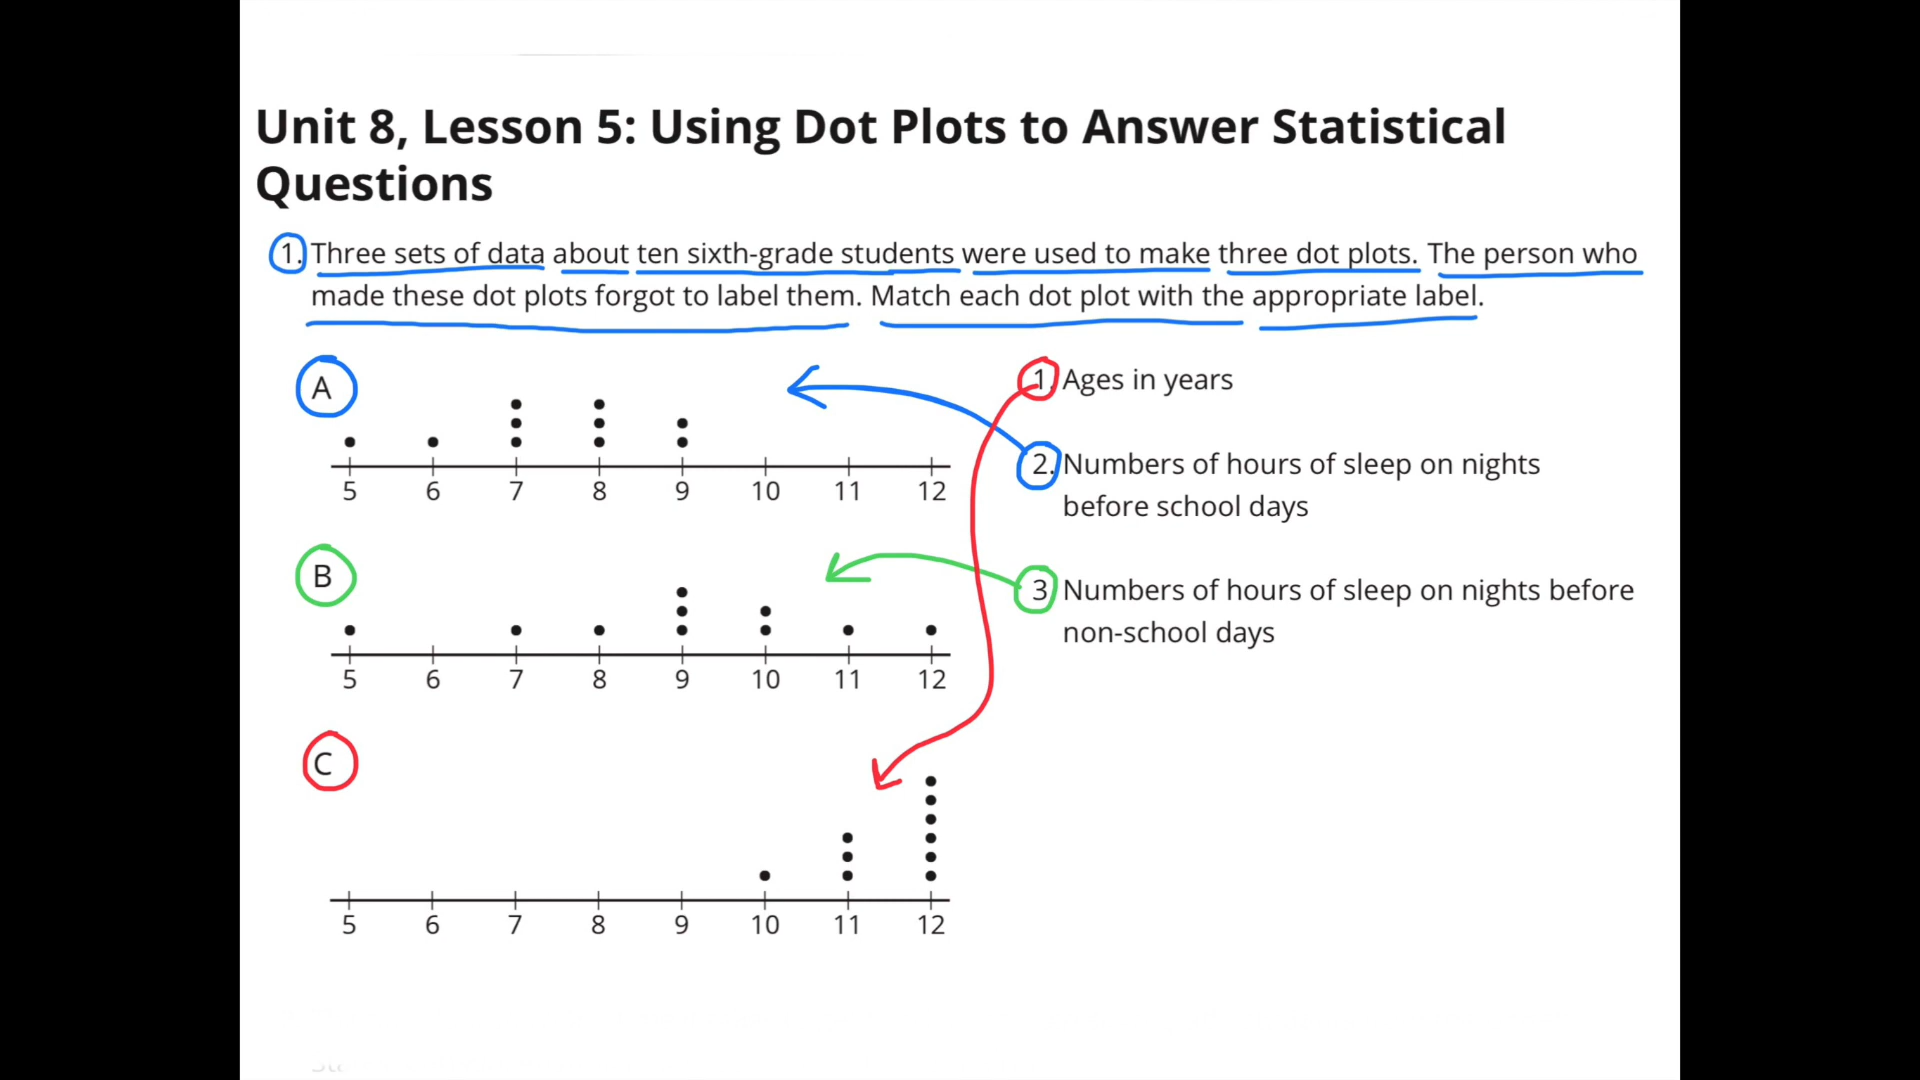 Unit 8, Lesson 5: Using Dot Plots to Answer Statistical
Questions
1. Three sets of data about ten sixth-grade students were used to make three dot plots. The person who
made these dot plots forgot to label them. Match each dot plot with the appropriate label.
A
5 6 7 8 9 10 11 12
B
5 6 7 8 9 10 11 12
C
5 6 7 8 9 10 11 12
1. Ages in years
2. Numbers of hours of sleep on nights
before school days
3 Numbers of hours of sleep on nights before
non-school days